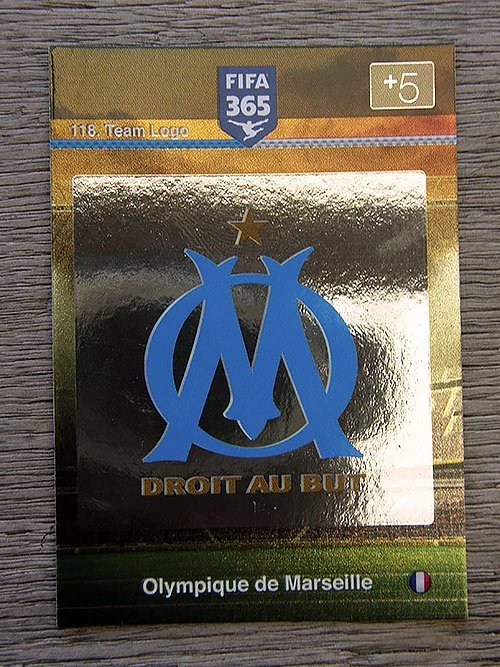 FIFA
365
+5
118. Team Logo
DROIT AU BUT
Olympique de Marseille